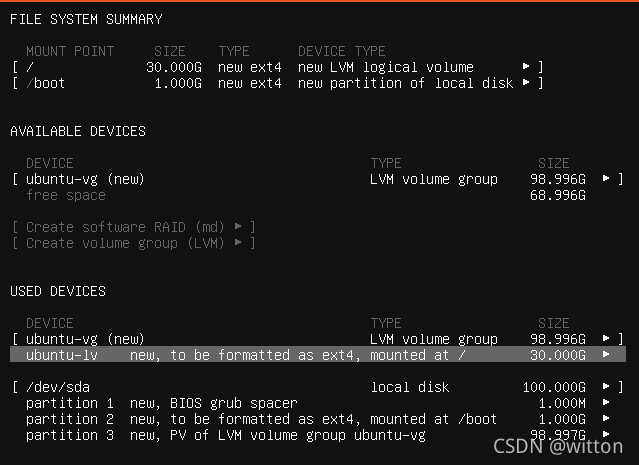 FILE SYSTEM SUMMARY
MOUNT POINT SIZE TYPE DEVICE TYPE
[ / 30.000G new ext4 new LVM logical volume ▸ ]
[ /boot 1.000G new ext4 new partition of local disk ▸ ]
AVAILABLE DEVICES
DEVICE TYPE SIZE
[ ubuntu-vg (new) LVM volume group 98.996G ▸ ]
free space 68.996G
[ Create software RAID (md) ▸ ]
[ Create volume group (LVM) ▸ ]
USED DEVICES
DEVICE TYPE SIZE
[ ubuntu-vg (new) LVM volume group 98.996G ▸ ]
ubuntu-lv new, to be formatted as ext4, mounted at / 30.000G ▸
[ /dev/sda local disk 100.000G ▸ ]
partition 1 new, BIOS grub spacer 1.000M ▸
partition 2 new, to be formatted as ext4, mounted at /boot 1.000G ▸
partition 3 new, PV of LVM volume group ubuntu-vg 98.997G ▸
CSDN @witton